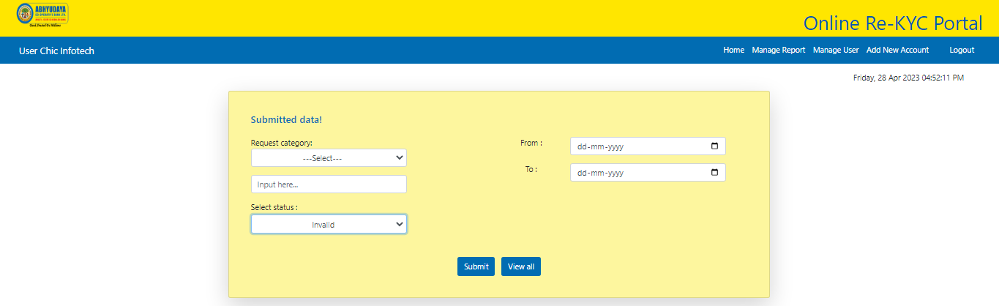 ABHYUDAYA
CO-OPERATIVE BANK LTD.
Bank Trusted By Millions
Online Re-KYC Portal
User Chic Infotech
Home Manage Report Manage User Add New Account Logout
Friday, 28 Apr 2023 04:52:11 PM
Submitted data!
Request category:
---Select---
Input here...
Select status :
Invalid
From :
dd-mm-yyyy
To :
dd-mm-yyyy
Submit View all